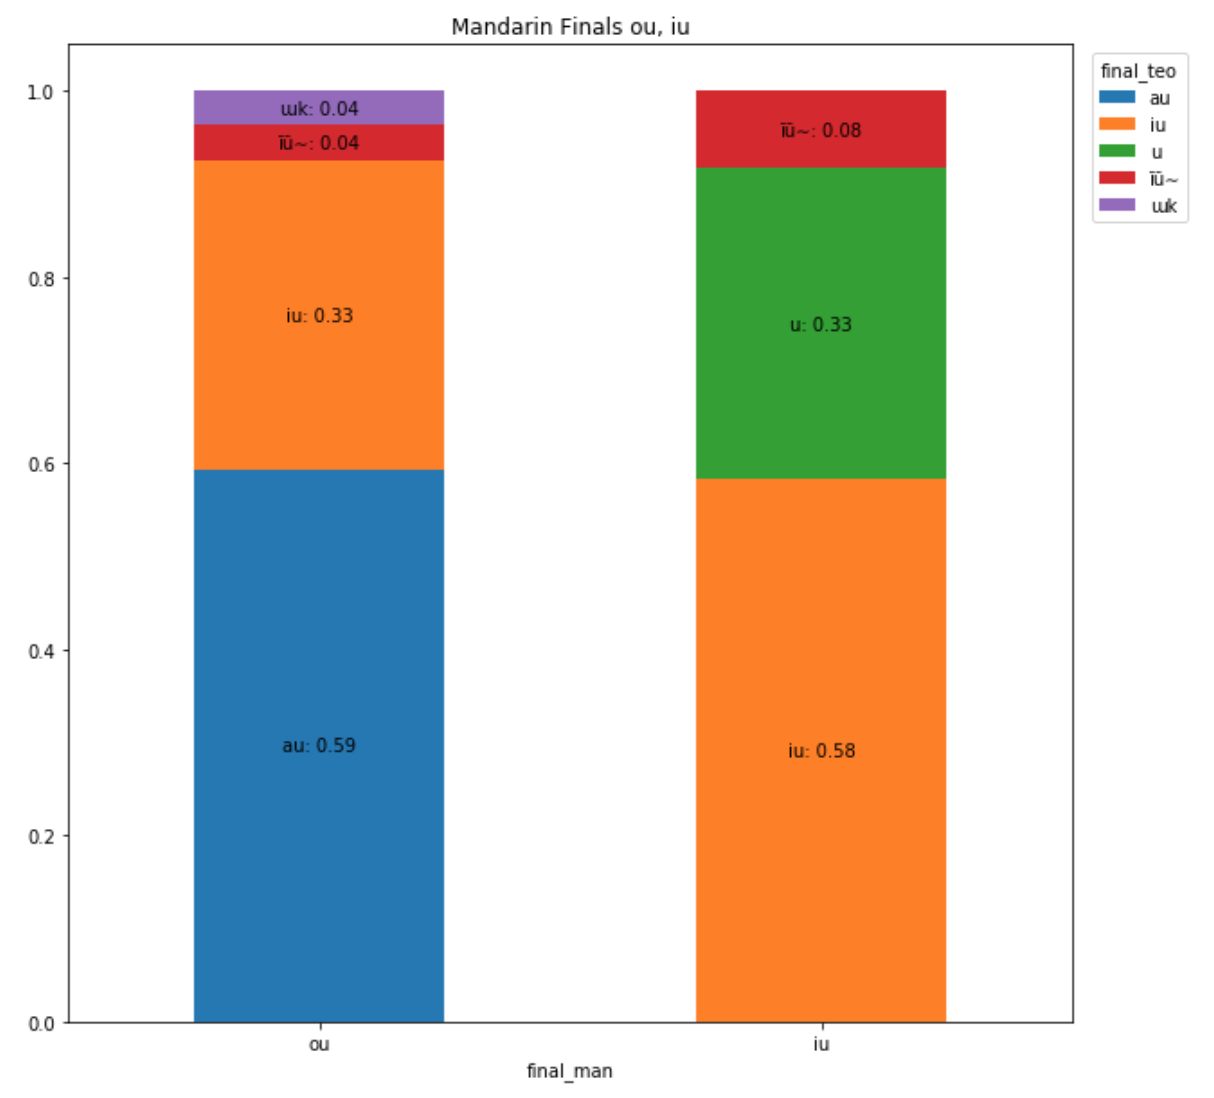 Mandarin Finals ou, iu
1.0
0.8
0.6
0.4
0.2
0.0
ɯk: 0.04
ĩũ~: 0.04
iu: 0.33
au: 0.59
ĩũ~: 0.08
u: 0.33
iu: 0.58
ou
iu
final_man
final_teo
au
iu
u
ĩũ~
ɯk